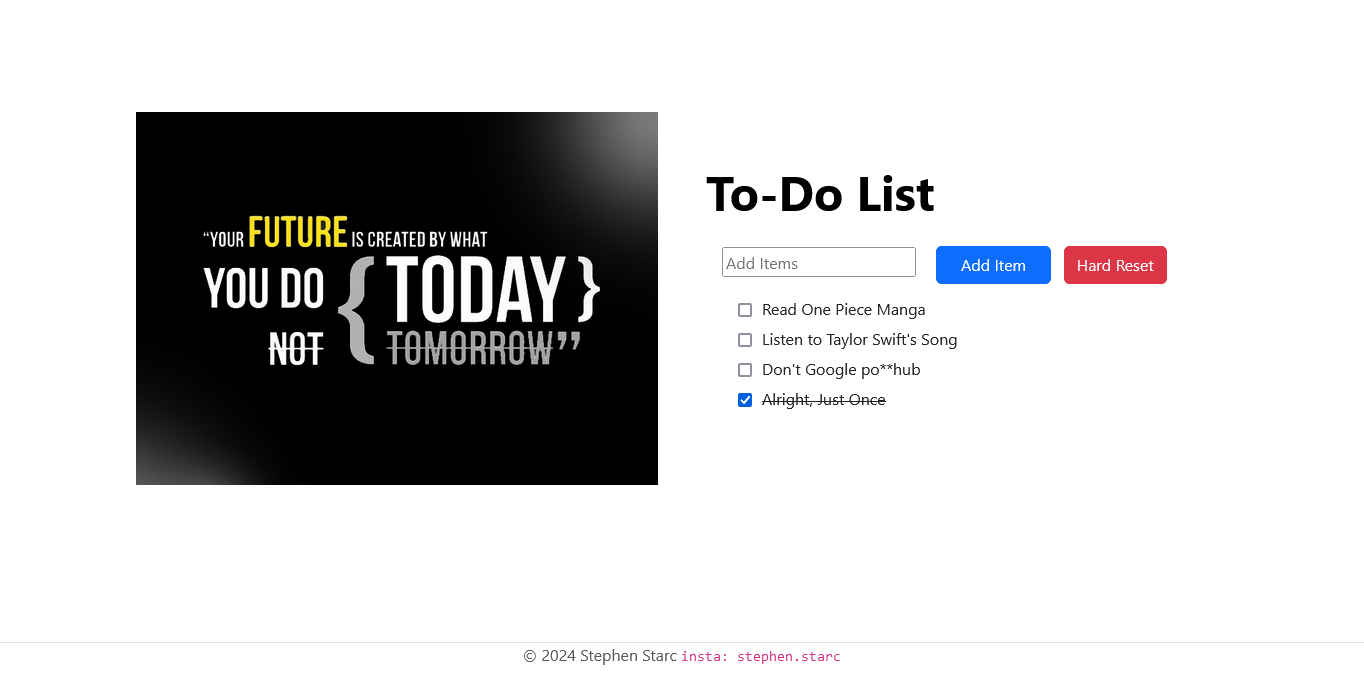 “YOUR FUTURE IS CREATED BY WHAT
YOU DO { TODAY }
NOT TOMORROW”
To-Do List
Add Items
Add Item
Hard Reset
Read One Piece Manga
Listen to Taylor Swift's Song
Don't Google po**hub
Alright, Just Once
© 2024 Stephen Starc insta: stephen.starc